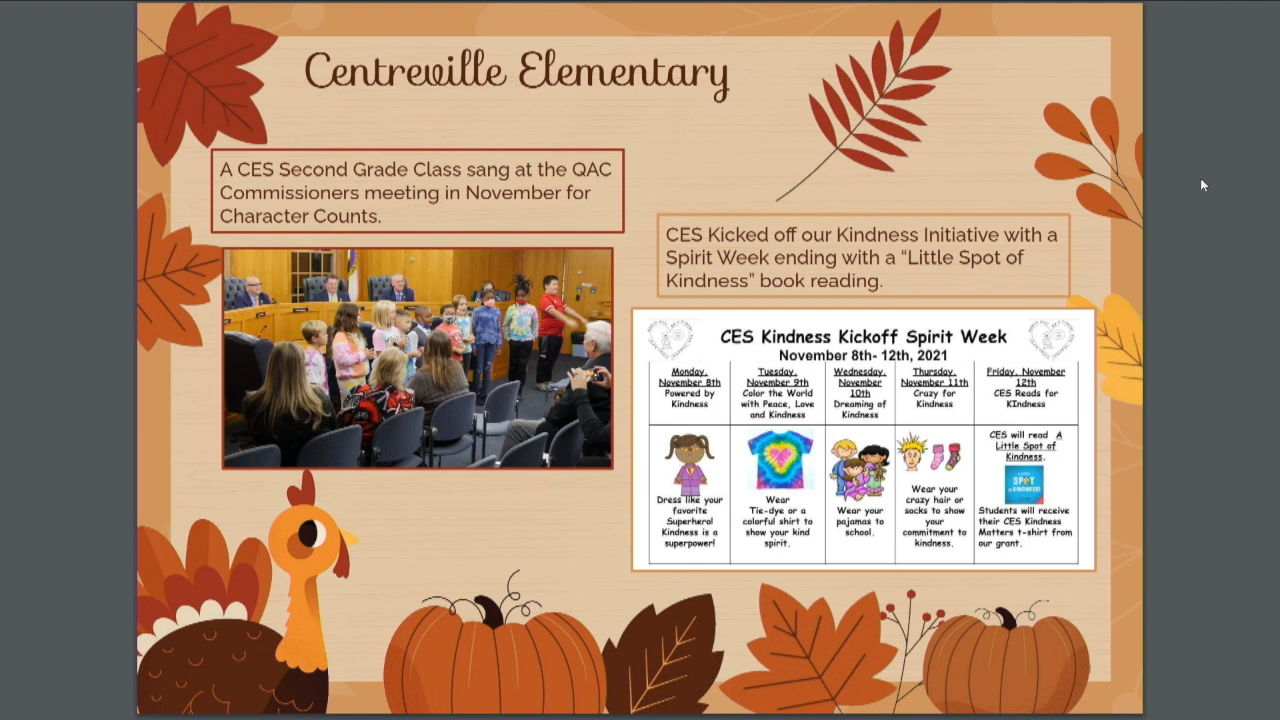 Centreville Elementary
A CES Second Grade Class sang at the QAC
Commissioners meeting in November for
Character Counts.
CES Kicked off our Kindness Initiative with a
Spirit Week ending with a “Little Spot of
Kindness” book reading.
CES Kindness Kickoff Spirit Week
November 8th- 12th, 2021
Monday,
November 8th
Powered by
Kindness
Tuesday,
November 9th
Color the World
with Peace, Love
and Kindness
Wednesday,
November
10th
Dreaming of
Kindness
Thursday,
November 11th
Crazy for
Kindness
Friday, November
12th
CES Reads for
KIndness
Dress like your
favorite
Superhero!
Kindness is a
superpower!
Wear
Tie-dye or a
colorful shirt to
show your kind
spirit.
Wear your
pajamas to
school.
Wear your
crazy hair or
socks to show
your
commitment to
kindness.
CES will read A
Little Spot of
Kindness.
SPOT
Students will receive
their CES Kindness
Matters t-shirt from
our grant.